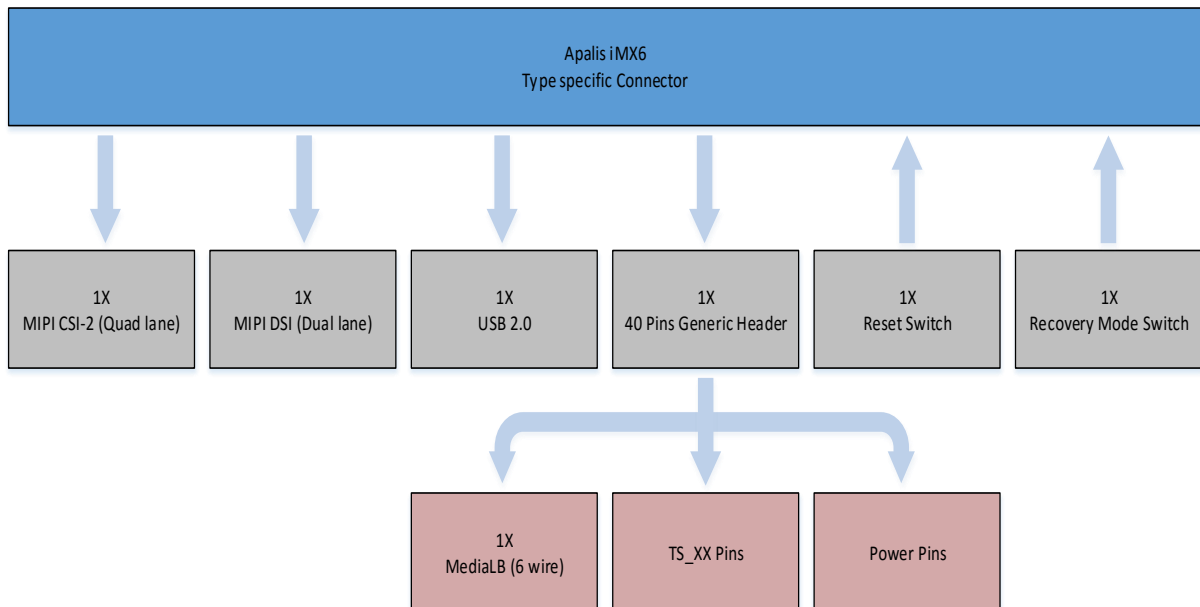 Apalis iMX6
Type specific Connector
1X
MIPI CSI-2 (Quad lane)
1X
MIPI DSI (Dual lane)
1X
USB 2.0
1X
40 Pins Generic Header
1X
Reset Switch
1X
Recovery Mode Switch
1X
MediaLB (6 wire)
TS_XX Pins
Power Pins